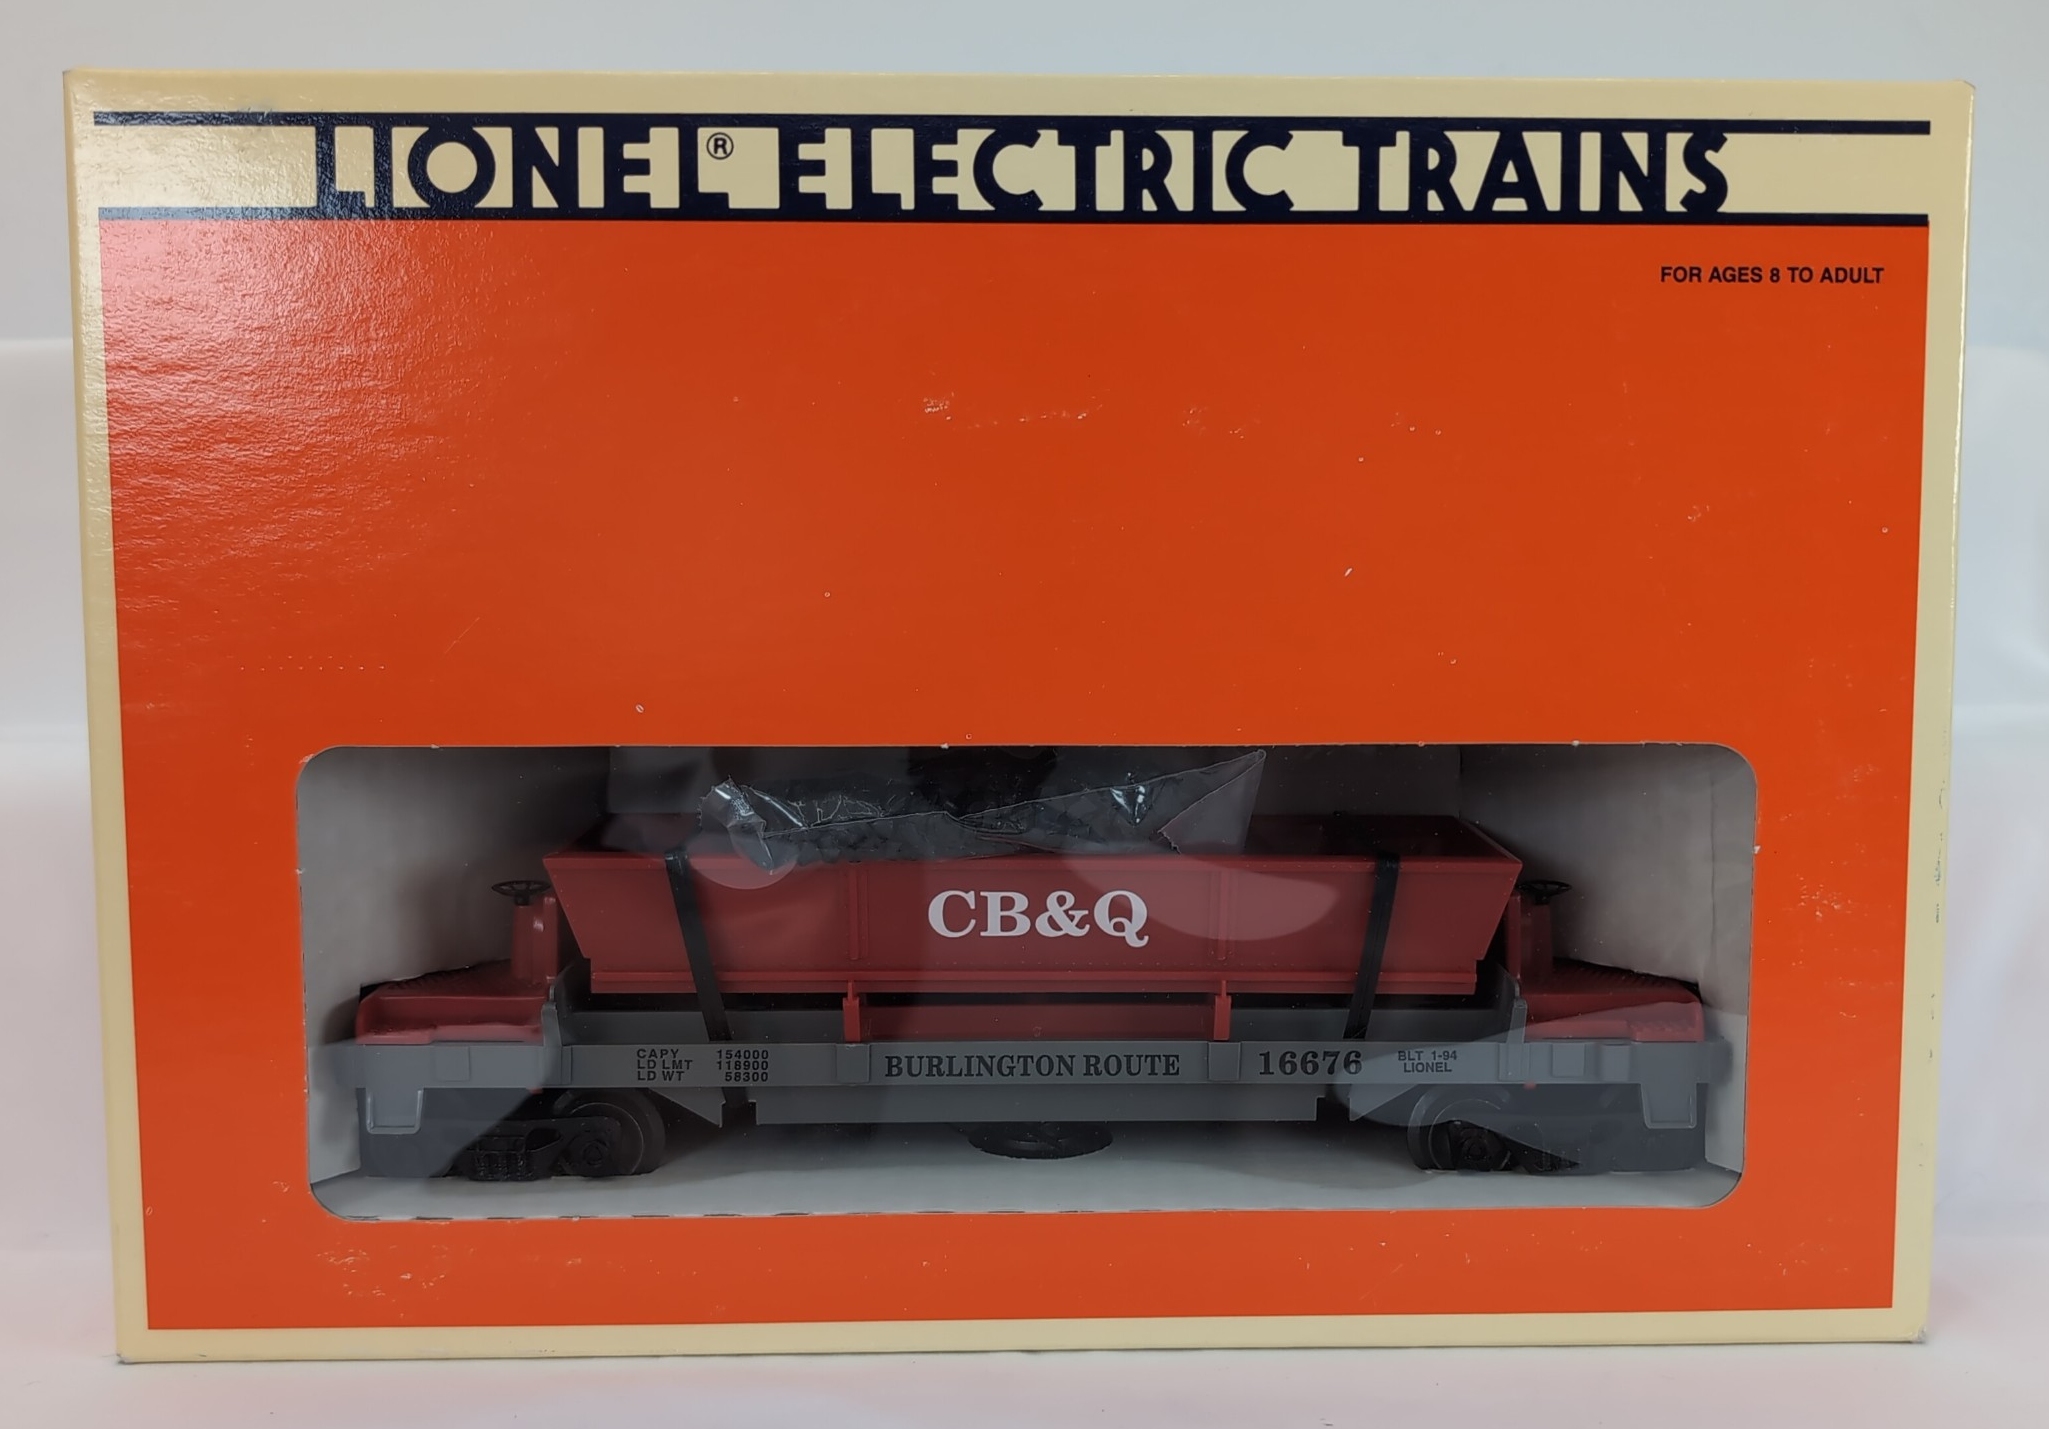 LIONEL® ELECTRIC TRAINS
FOR AGES 8 TO ADULT
CB&Q
CAPY 154000
LD LMT 118900
LD WT 58300
BURLINGTON ROUTE
16676
BLT 1-94
LIONEL